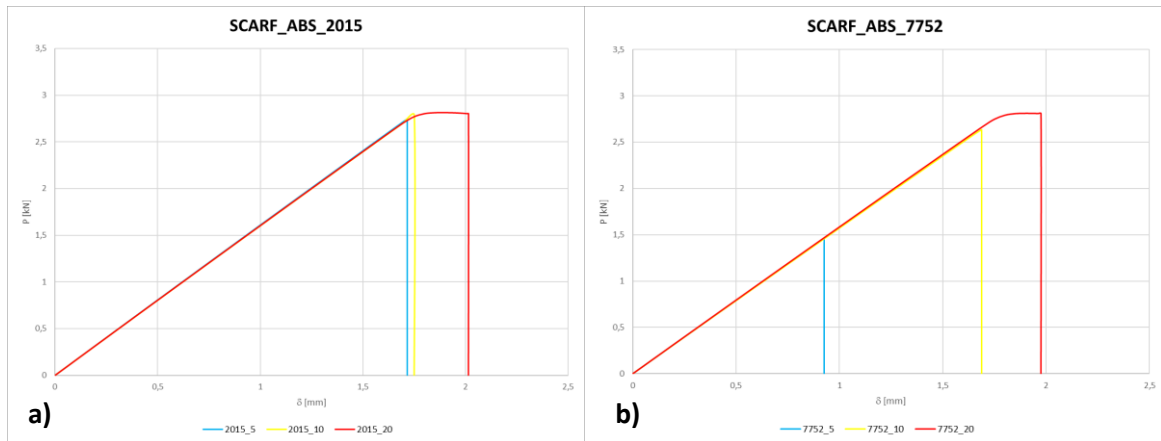 SCARF_ABS_2015
3,5
3
2,5
2
1,5
1
0,5
0
P [kN]
0 0,5 1 1,5 2 2,5
δ [mm]
a)
2015_5 2015_10 2015_20
SCARF_ABS_7752
3,5
3
2,5
2
1,5
1
0,5
0
P [kN]
0 0,5 1 1,5 2 2,5
δ [mm]
b)
7752_5 7752_10 7752_20